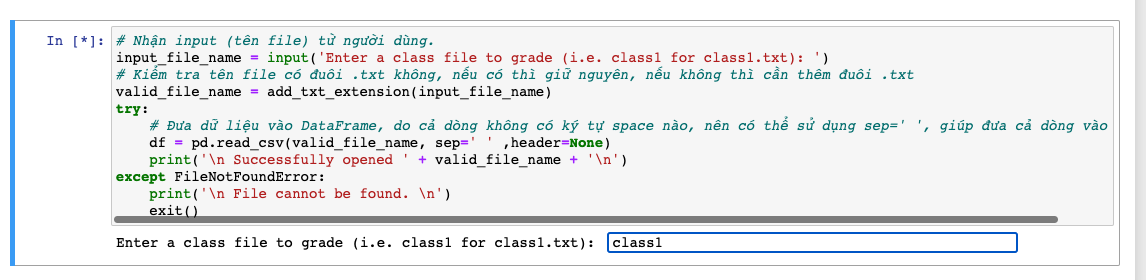 In [*]: # Nhận input (tên file) từ người dùng.
input_file_name = input('Enter a class file to grade (i.e. class1 for class1.txt): ')
# Kiểm tra tên file có đuôi .txt không, nếu có thì giữ nguyên, nếu không thì cần thêm đuôi .txt
valid_file_name = add_txt_extension(input_file_name)
try:
    # Đưa dữ liệu vào DataFrame, do cả dòng không có ký tự space nào, nên có thể sử dụng sep=' ', giúp đưa cả dòng vào
    df = pd.read_csv(valid_file_name, sep=' ' ,header=None)
    print('\n Successfully opened ' + valid_file_name + '\n')
except FileNotFoundError:
    print('\n File cannot be found. \n')
    exit()
Enter a class file to grade (i.e. class1 for class1.txt): class1